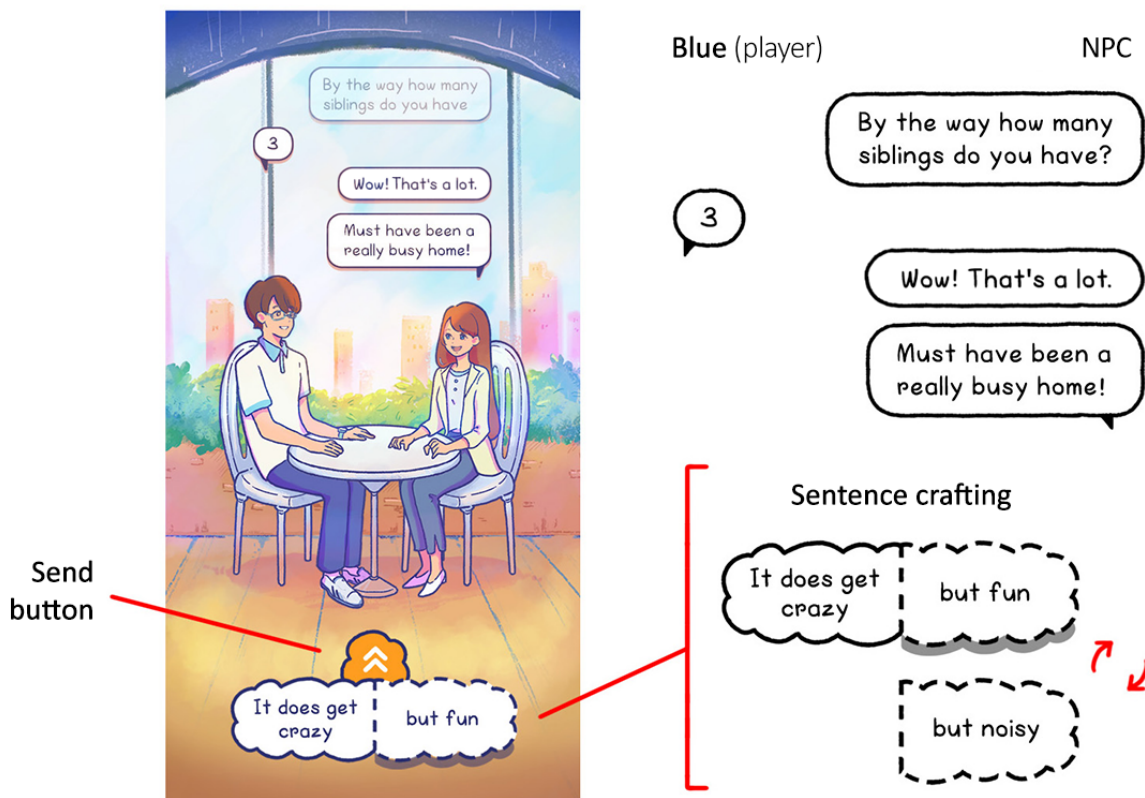 By the way how many
siblings do you have
3
Wow! That's a lot.
Must have been a
really busy home!
Send
button
It does get
crazy
but fun
Blue (player)
NPC
By the way how many
siblings do you have?
3
Wow! That's a lot.
Must have been a
really busy home!
Sentence crafting
It does get
crazy
but fun
but noisy